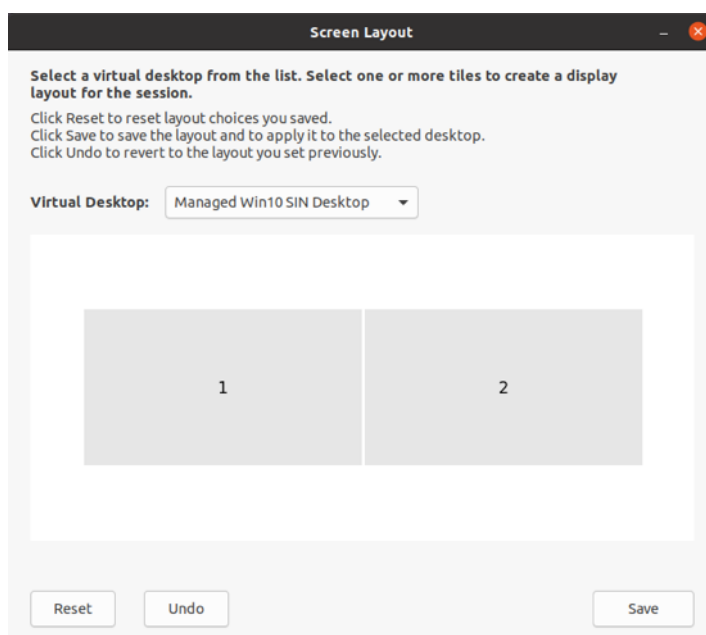 Screen Layout
Select a virtual desktop from the list. Select one or more tiles to create a display
layout for the session.
Click Reset to reset layout choices you saved.
Click Save to save the layout and to apply it to the selected desktop.
Click Undo to revert to the layout you set previously.
Virtual Desktop: Managed Win10 SIN Desktop
1 2
Reset Undo Save